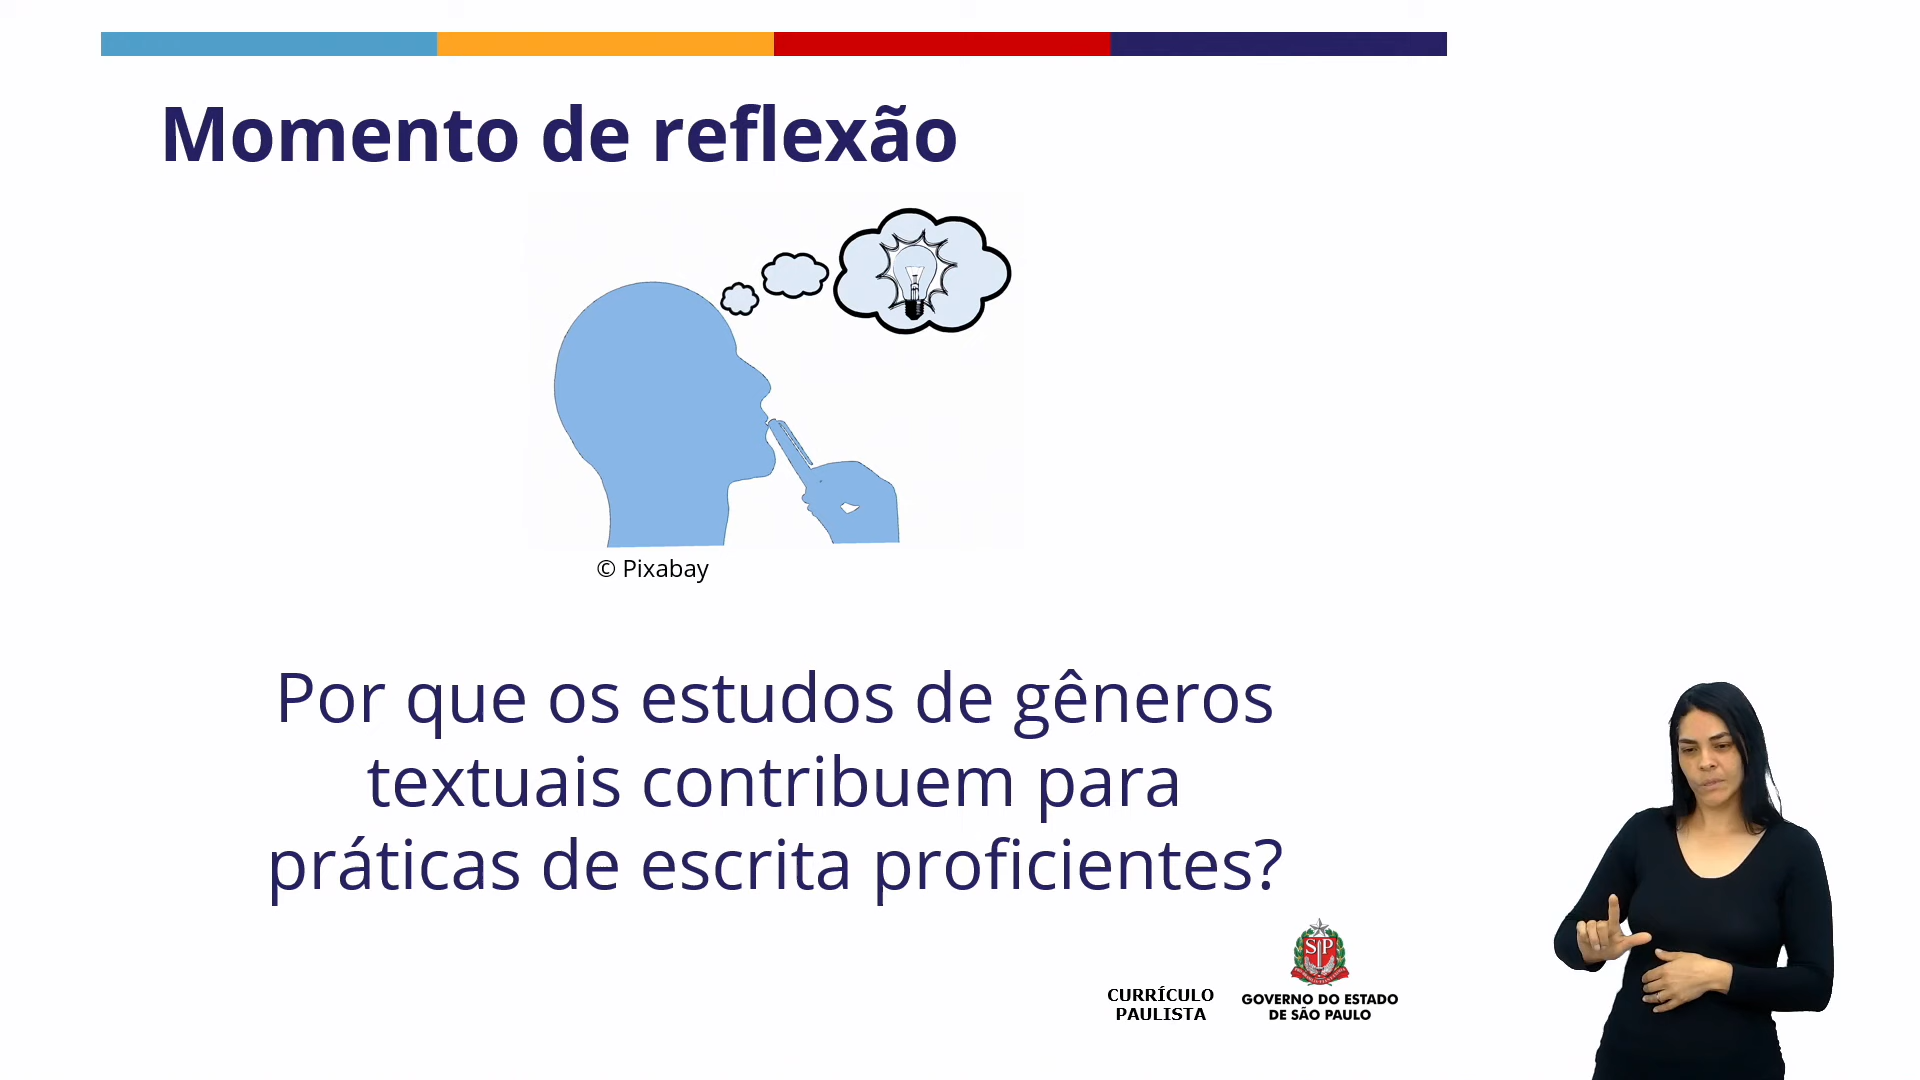 Momento de reflexão
© Pixabay
Por que os estudos de gêneros
textuais contribuem para
práticas de escrita proficientes?
CURRÍCULO
PAULISTA
SP
GOVERNO DO ESTADO
DE SÃO PAULO